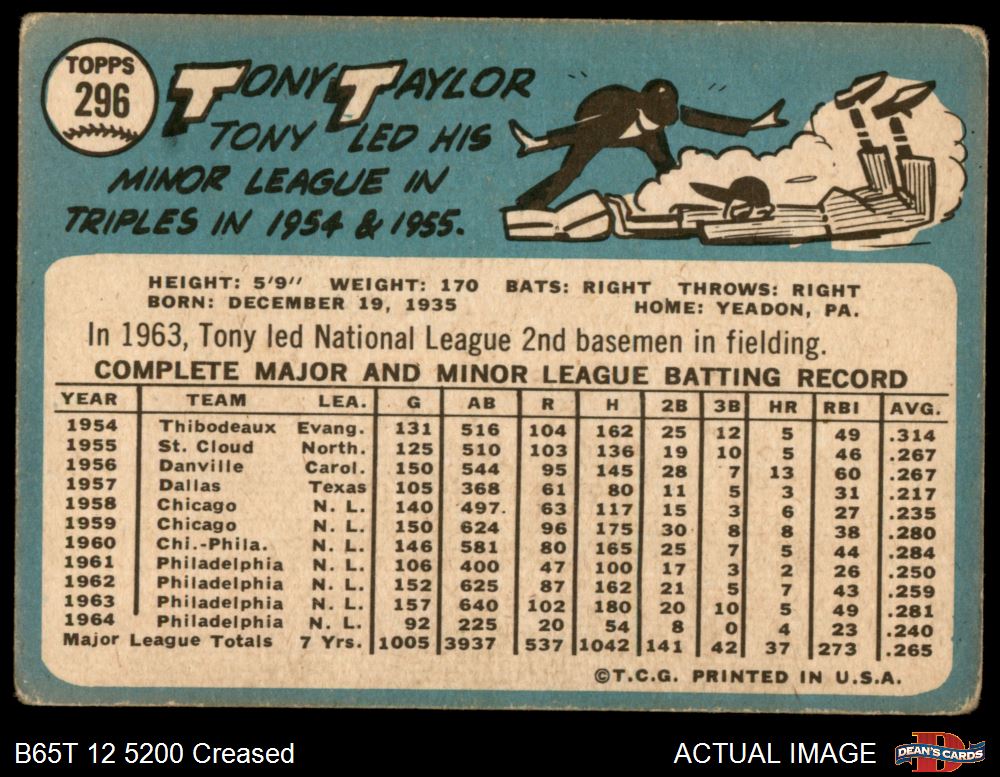 TOPPS
296
TONY TAYLOR
TONY LED HIS
MINOR LEAGUE IN
TRIPLES IN 1954 & 1955.
HEIGHT: 5'9" WEIGHT: 170 BATS: RIGHT THROWS: RIGHT
BORN: DECEMBER 19, 1935 HOME: YEADON, PA.
In 1963, Tony led National League 2nd basemen in fielding.
COMPLETE MAJOR AND MINOR LEAGUE BATTING RECORD
YEAR TEAM LEA. G AB R H 2B 3B HR RBI AVG.
1954 Thibodeaux Evang. 131 516 104 162 25 12 5 49 .314
1955 St. Cloud North. 125 510 103 136 19 10 5 46 .267
1956 Danville Carol. 150 544 95 145 28 7 13 60 .267
1957 Dallas Texas 105 368 61 80 11 5 3 31 .217
1958 Chicago N. L. 140 497 63 117 15 3 6 27 .235
1959 Chicago N. L. 150 624 96 175 30 8 8 38 .280
1960 Chi.-Phila. N. L. 146 581 80 165 25 7 5 44 .284
1961 Philadelphia N. L. 106 400 47 100 17 3 2 26 .250
1962 Philadelphia N. L. 152 625 87 162 21 5 7 43 .259
1963 Philadelphia N. L. 157 640 102 180 20 10 5 49 .281
1964 Philadelphia N. L. 92 225 20 54 8 0 4 23 .240
Major League Totals 7 Yrs. 1005 3937 537 1042 141 42 37 273 .265
©T.C.G. PRINTED IN U.S.A.
B65T 12 5200 Creased
ACTUAL IMAGE
DEAN'S CARDS